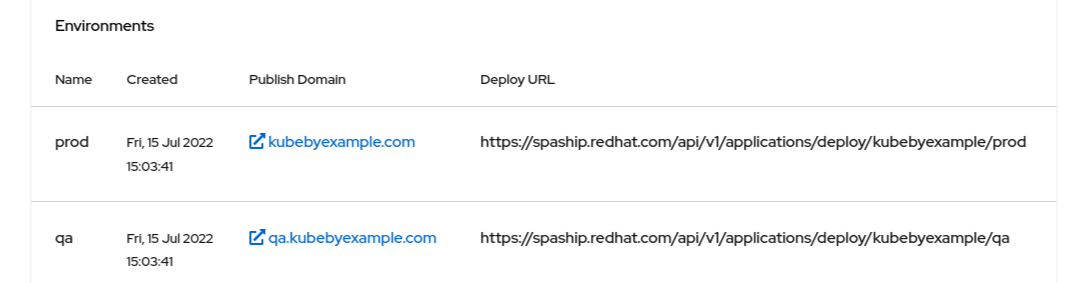 Environments
Name Created Publish Domain Deploy URL
prod Fri, 15 Jul 2022 kubebyexample.com https://spaship.redhat.com/api/v1/applications/deploy/kubebyexample/prod
15:03:41
qa Fri, 15 Jul 2022 qa.kubebyexample.com https://spaship.redhat.com/api/v1/applications/deploy/kubebyexample/qa
15:03:41